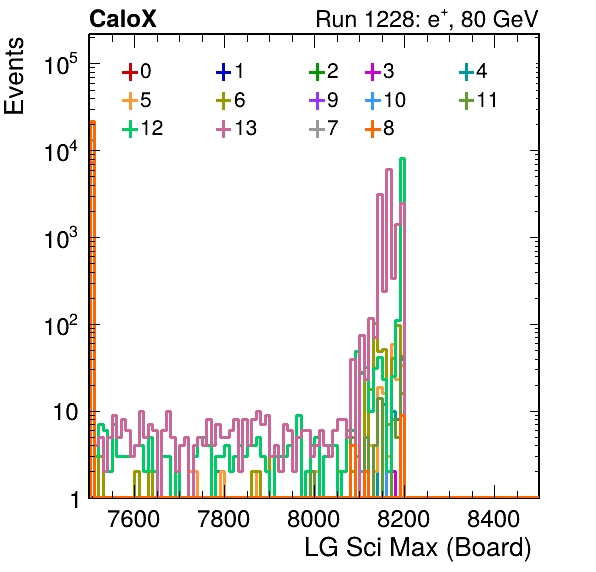 CaloX Run 1228: e⁺, 80 GeV
Events
10⁵
10⁴
10³
10²
10
1
0 1 2 3 4
5 6 9 10 11
12 13 7 8
7600 7800 8000 8200 8400
LG Sci Max (Board)